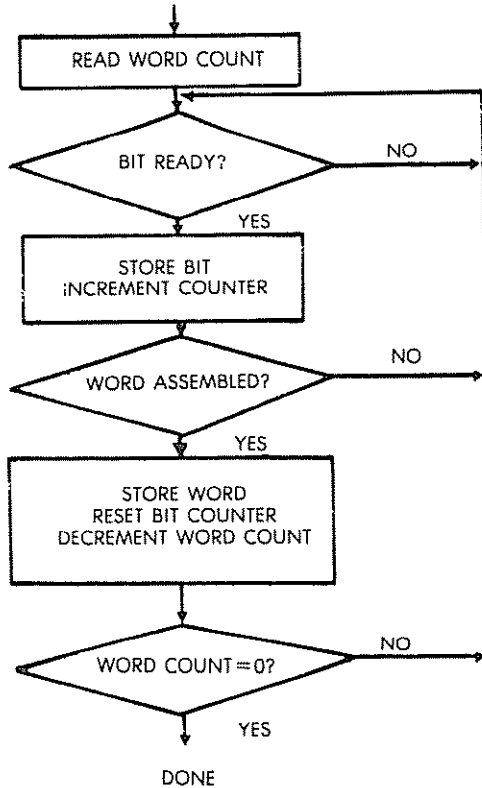 READ WORD COUNT
BIT READY?
NO
YES
STORE BIT
INCREMENT COUNTER
WORD ASSEMBLED?
NO
YES
STORE WORD
RESET BIT COUNTER
DECREMENT WORD COUNT
WORD COUNT=0?
NO
YES
DONE